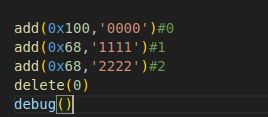 add(0x100,'0000')#0
add(0x68,'1111')#1
add(0x68,'2222')#2
delete(0)
debug()